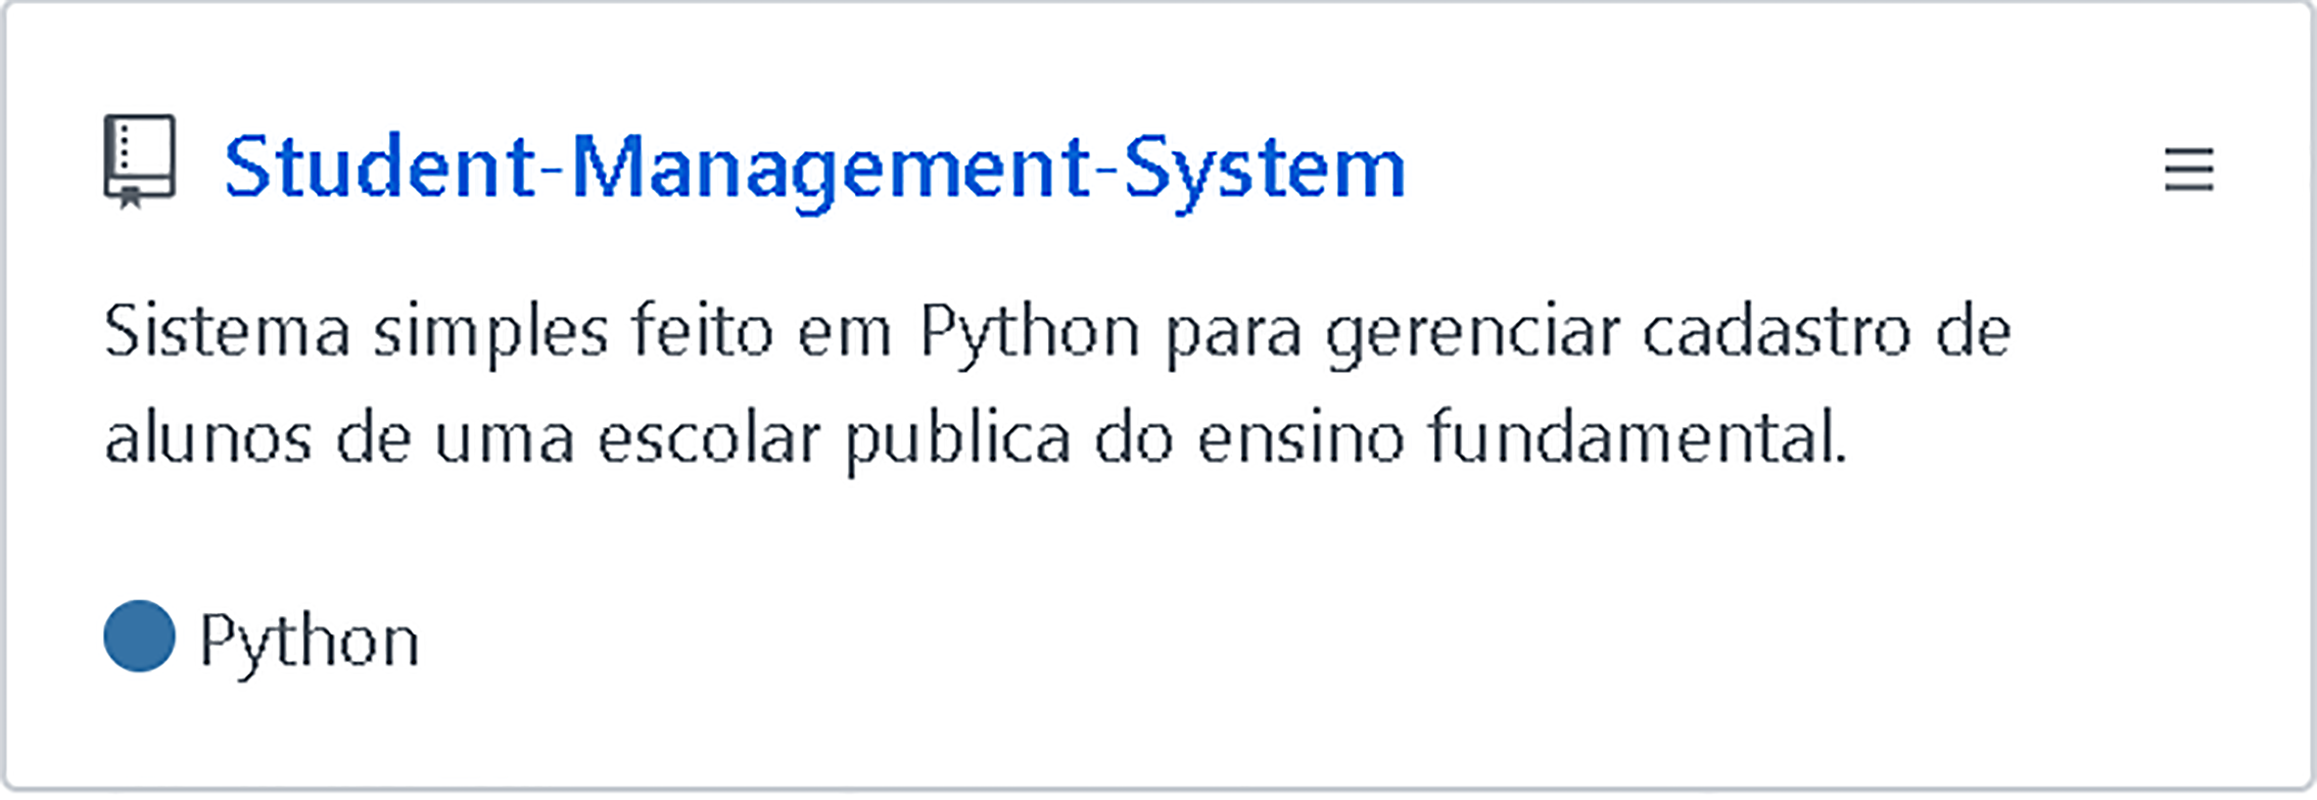 Student-Management-System
Sistema simples feito em Python para gerenciar cadastro de
alunos de uma escolar publica do ensino fundamental.
Python